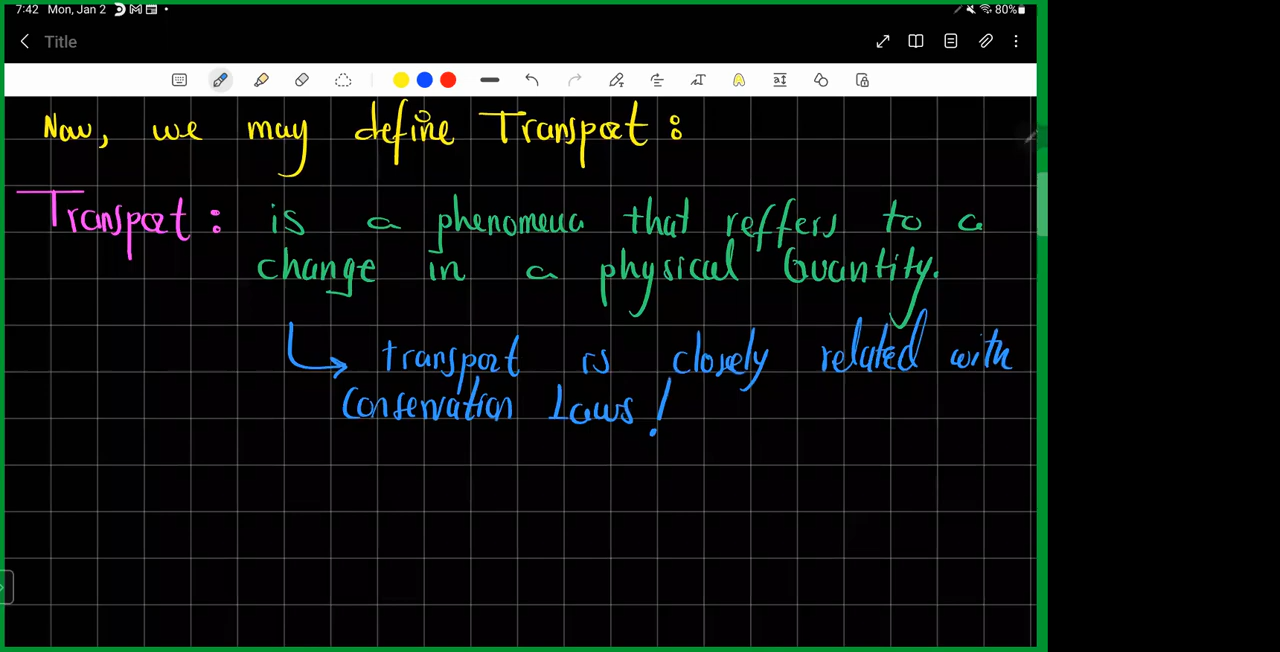 7:42 Mon, Jan 2
80%
Title
Now, we may define Transport:
Transport: is a phenomena that reffers to a
change in a physical Quantity.
transport is closely related with
Conservation Laws!